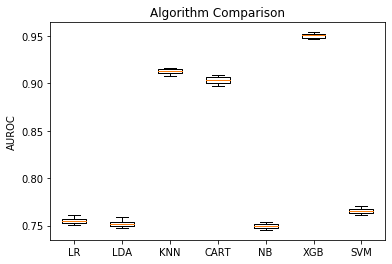 Algorithm Comparison
0.95
0.90
0.85
0.80
0.75
AUROC
LR LDA KNN CART NB XGB SVM